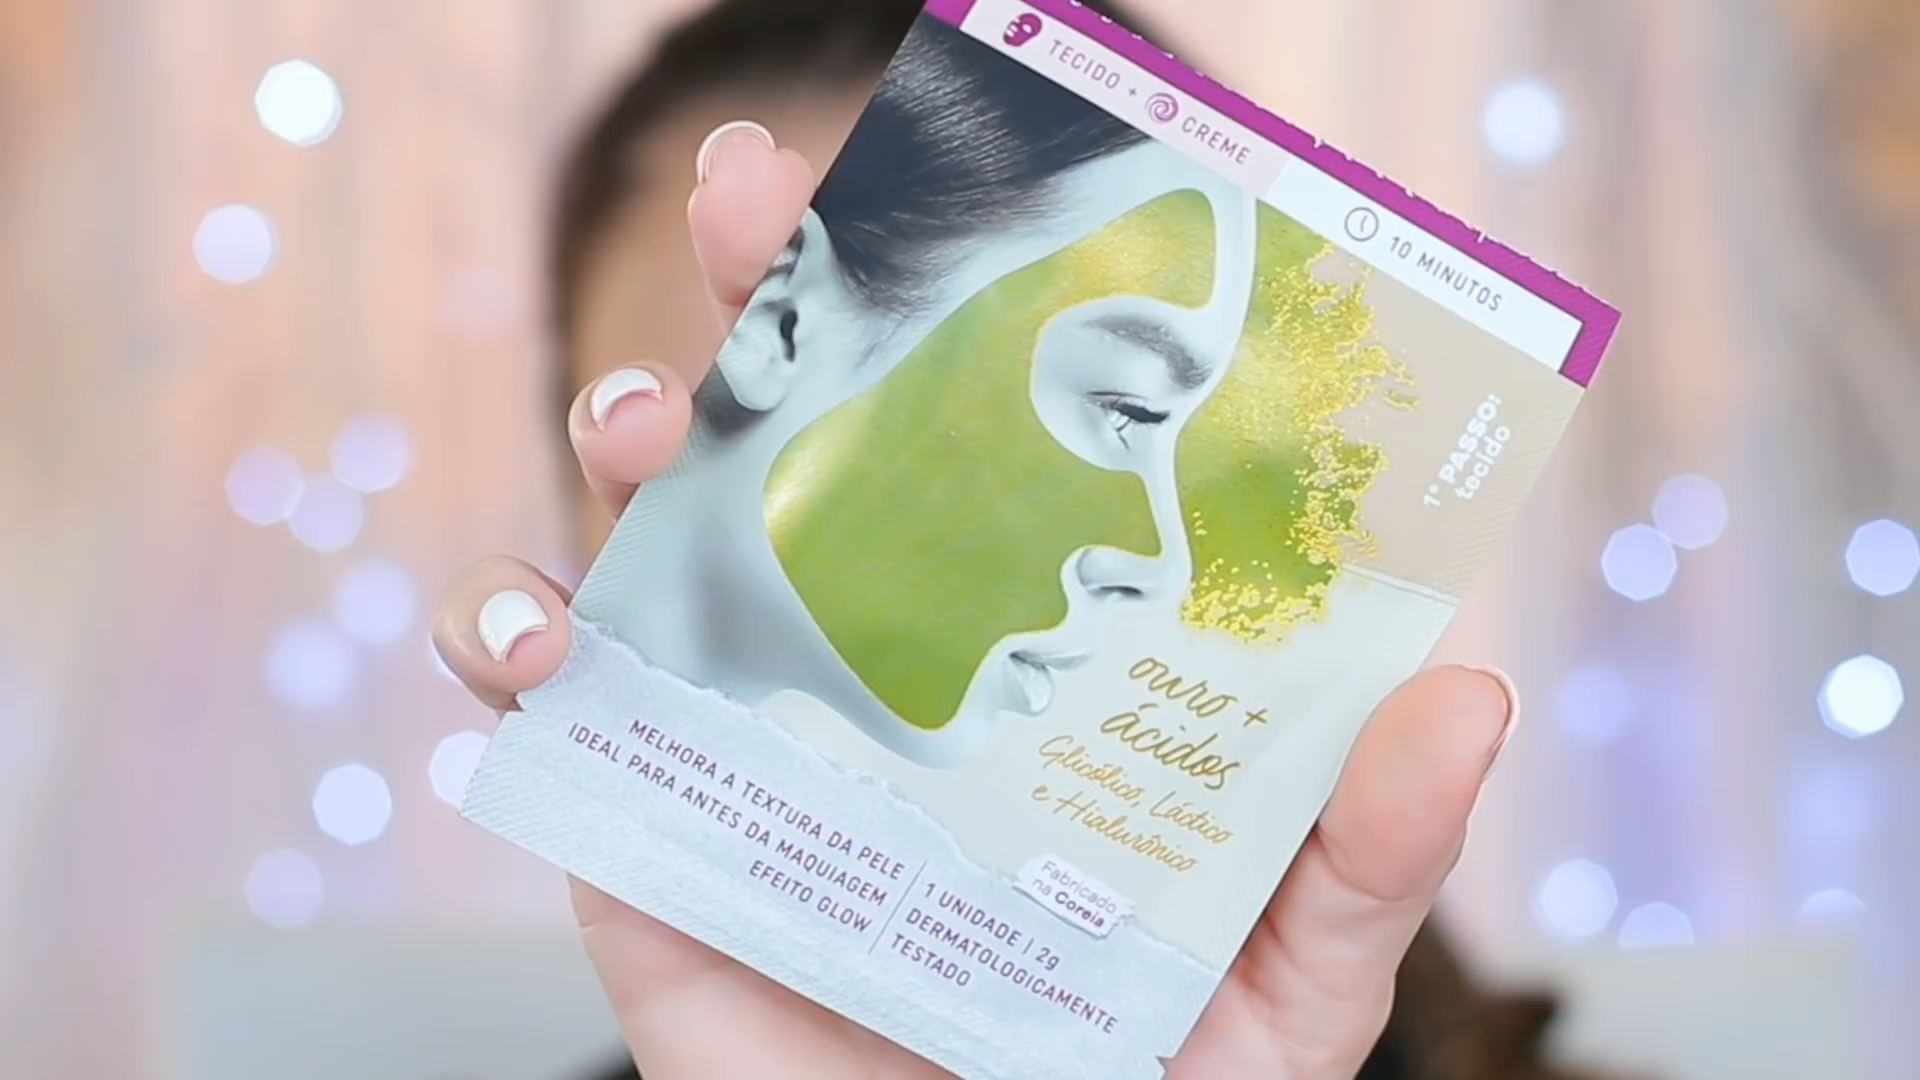 TECIDO + CREME
10 MINUTOS
1º PASSO:
tecido
ouro +
ácidos
Glicólico, Láctico
e Hialurônico
Fabricado
na Coreia
MELHORA A TEXTURA DA PELE
IDEAL PARA ANTES DA MAQUIAGEM
EFEITO GLOW
1 UNIDADE | 2g
DERMATOLOGICAMENTE
TESTADO